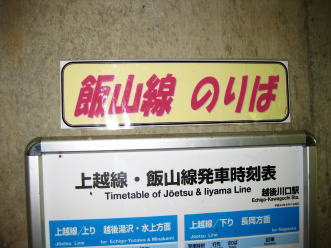 飯山線 のりば
上越線・飯山線発車時刻表
Timetable of Jōetsu & Iiyama Line
越後川口駅
Echigo-Kawaguchi Sta.
上越線/上り 越後湯沢・水上方面
Jōetsu Line for Echigo-Yuzawa & Minakami
上越線/下り 長岡方面
Jōetsu Line for Nagaoka